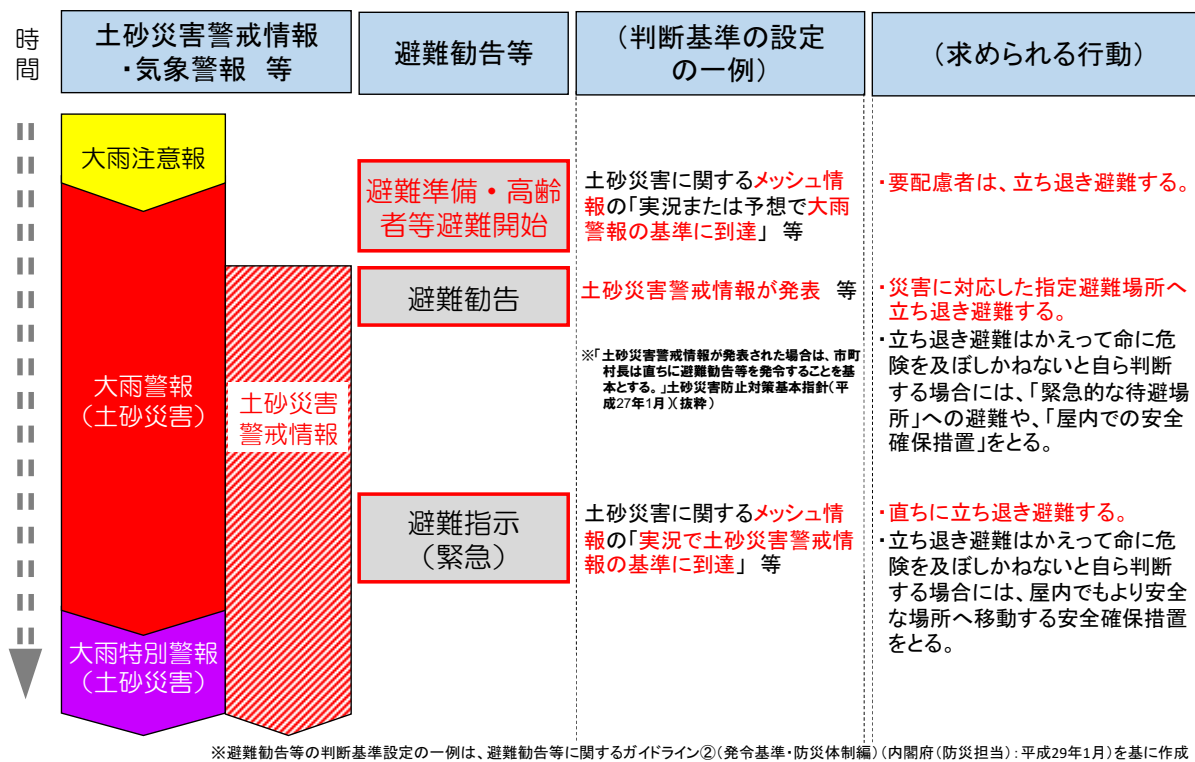 時
間
土砂災害警戒情報
・気象警報 等
避難勧告等
（判断基準の設定
の一例）
（求められる行動）
大雨注意報
避難準備・高齢
者等避難開始
土砂災害に関するメッシュ情
報の「実況または予想で大雨
警報の基準に到達」 等
・要配慮者は、立ち退き避難する。
避難勧告
土砂災害警戒情報が発表 等
※「土砂災害警戒情報が発表された場合は、市町
村長は直ちに避難勧告等を発令することを基
本とする。」土砂災害防止対策基本指針（平
成27年1月）（抜粋）
・災害に対応した指定避難場所へ
立ち退き避難する。
・立ち退き避難はかえって命に危
険を及ぼしかねないと自ら判断
する場合には、「緊急的な待避場
所」への避難や、「屋内での安全
確保措置」をとる。
大雨警報
（土砂災害）
土砂災害
警戒情報
避難指示
（緊急）
土砂災害に関するメッシュ情
報の「実況で土砂災害警戒情
報の基準に到達」 等
・直ちに立ち退き避難する。
・立ち退き避難はかえって命に危
険を及ぼしかねないと自ら判断
する場合には、屋内でもより安全
な場所へ移動する安全確保措置
をとる。
大雨特別警報
（土砂災害）
※避難勧告等の判断基準設定の一例は、避難勧告等に関するガイドライン②（発令基準・防災体制編）（内閣府（防災担当）：平成29年1月）を基に作成